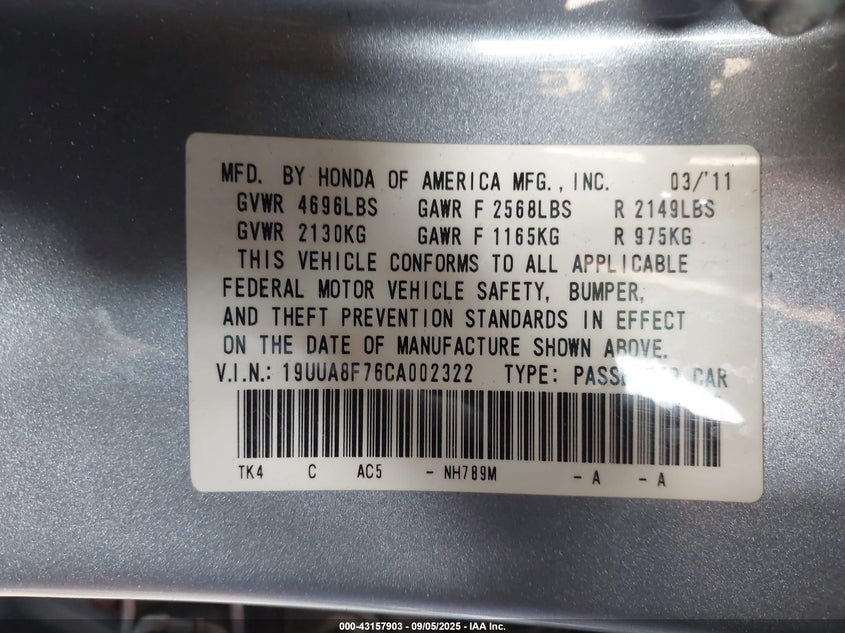 MFD. BY HONDA OF AMERICA MFG., INC. 03/'11
GVWR 4696LBS GAWR F 2568LBS R 2149LBS
GVWR 2130KG GAWR F 1165KG R 975KG
THIS VEHICLE CONFORMS TO ALL APPLICABLE
FEDERAL MOTOR VEHICLE SAFETY, BUMPER,
AND THEFT PREVENTION STANDARDS IN EFFECT
ON THE DATE OF MANUFACTURE SHOWN ABOVE.
V.I.N.: 19UUA8F76CA002322 TYPE: PASSENGER CAR
TK4 C AC5 - NH789M - A - A
000-43157903 - 09/05/2025 - IAA Inc.